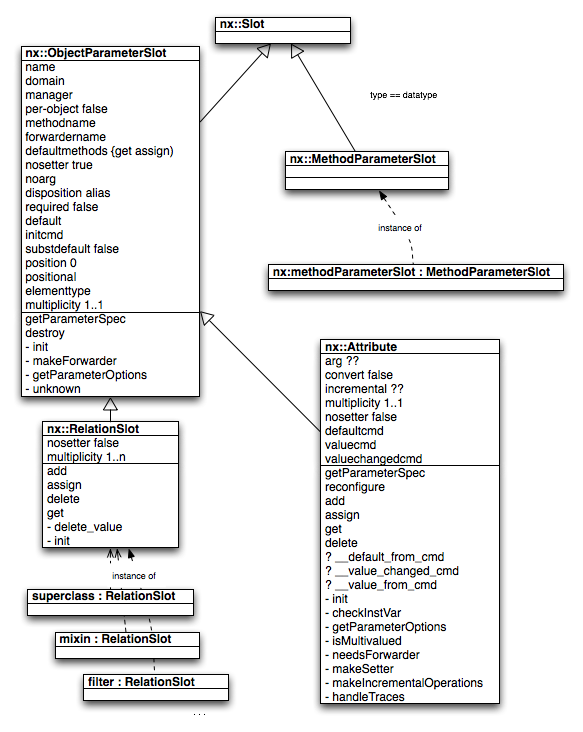 nx::Slot
nx::ObjectParameterSlot
name
domain
manager
per-object false
methodname
forwardername
defaultmethods {get assign)
nosetter true
noarg
disposition alias
required false
default
initcmd
substdefault false
position 0
positional
elementtype
multiplicity 1..1
getParameterSpec
destroy
- init
- makeForwarder
- getParameterOptions
- unknown
type == datatype
nx::MethodParameterSlot
instance of
nx:methodParameterSlot : MethodParameterSlot
nx::Attribute
arg ??
convert false
incremental ??
multiplicity 1..1
nosetter false
defaultcmd
valuecmd
valuechangedcmd
getParameterSpec
reconfigure
add
assign
get
delete
? __default_from_cmd
? __value_changed_cmd
? __value_from_cmd
- init
- checkInstVar
- getParameterOptions
- isMultivalued
- needsForwarder
- makeSetter
- makeIncrementalOperations
- handleTraces
nx::RelationSlot
nosetter false
multiplicity 1..n
add
assign
delete
get
- delete_value
- init
instance of
superclass : RelationSlot
mixin : RelationSlot
filter : RelationSlot
. . .